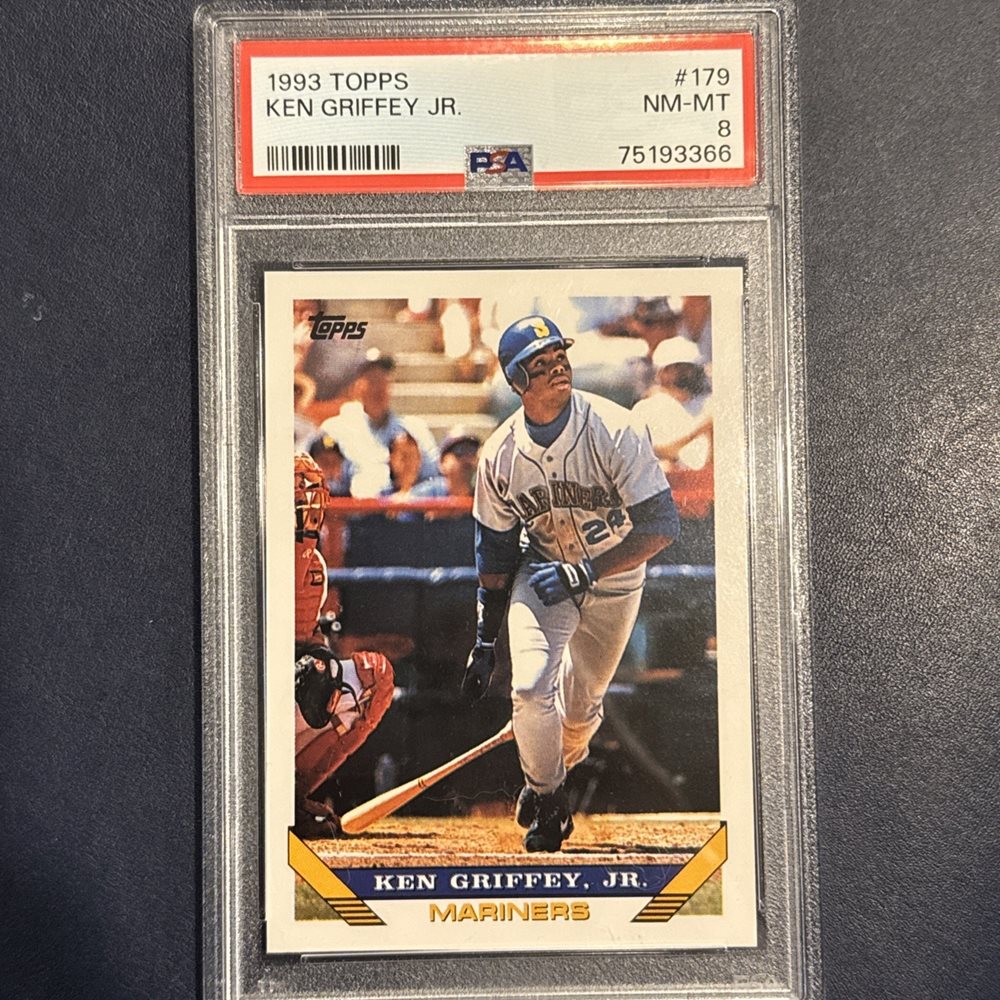 1993 TOPPS
KEN GRIFFEY JR.
#179
NM-MT
8
75193366
PSA
TOPPS
S
MARINERS
24
KEN GRIFFEY, JR.
MARINERS